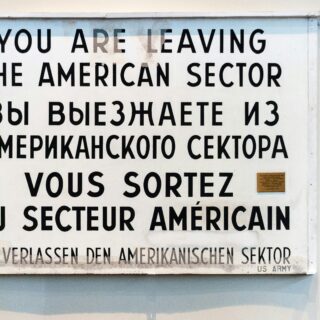 YOU ARE LEAVING
HE AMERICAN SECTOR
ВЫ ВЫЕЗЖАЕТЕ ИЗ
МЕРИКАНСКОГО СЕКТОРА
VOUS SORTEZ
U SECTEUR AMÉRICAIN
VERLASSEN DEN AMERIKANISCHEN SEKTOR
US ARMY